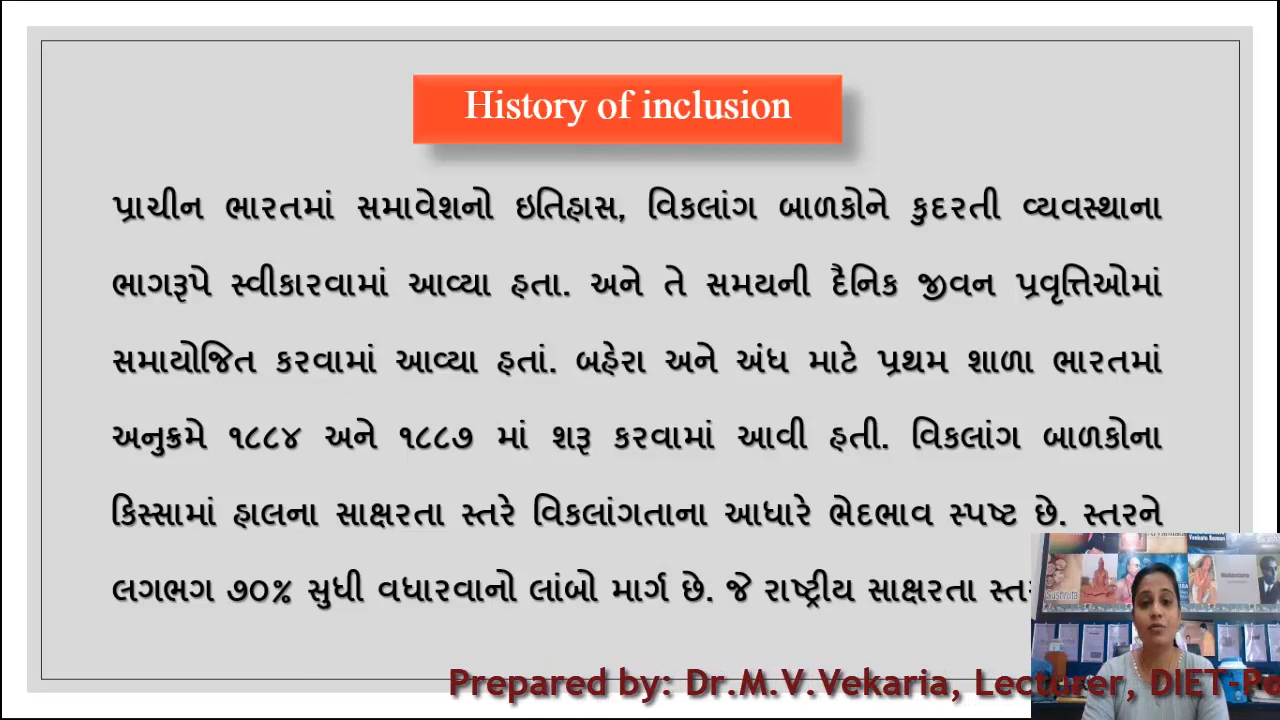 History of inclusion
પ્રાચીન ભારતમાં સમાવેશનો ઇતિહાસ, વિકલાંગ બાળકોને કુદરતી વ્યવસ્થાના
ભાગરૂપે સ્વીકારવામાં આવ્યા હતા. અને તે સમયની દૈનિક જીવન પ્રવૃત્તિઓમાં
સમાયોજિત કરવામાં આવ્યા હતાં. બહેરા અને અંધ માટે પ્રથમ શાળા ભારતમાં
અનુક્રમે ૧૮૮૪ અને ૧૮૮૭ માં શરૂ કરવામાં આવી હતી. વિકલાંગ બાળકોના
કિસ્સામાં હાલના સાક્ષરતા સ્તરે વિકલાંગતાના આધારે ભેદભાવ સ્પષ્ટ છે. સ્તરને
લગભગ ૭૦% સુધી વધારવાનો લાંબો માર્ગ છે. જે રાષ્ટ્રીય સાક્ષરતા
Prepared by: Dr.M.V.Vekaria, Lecturer, DIET-